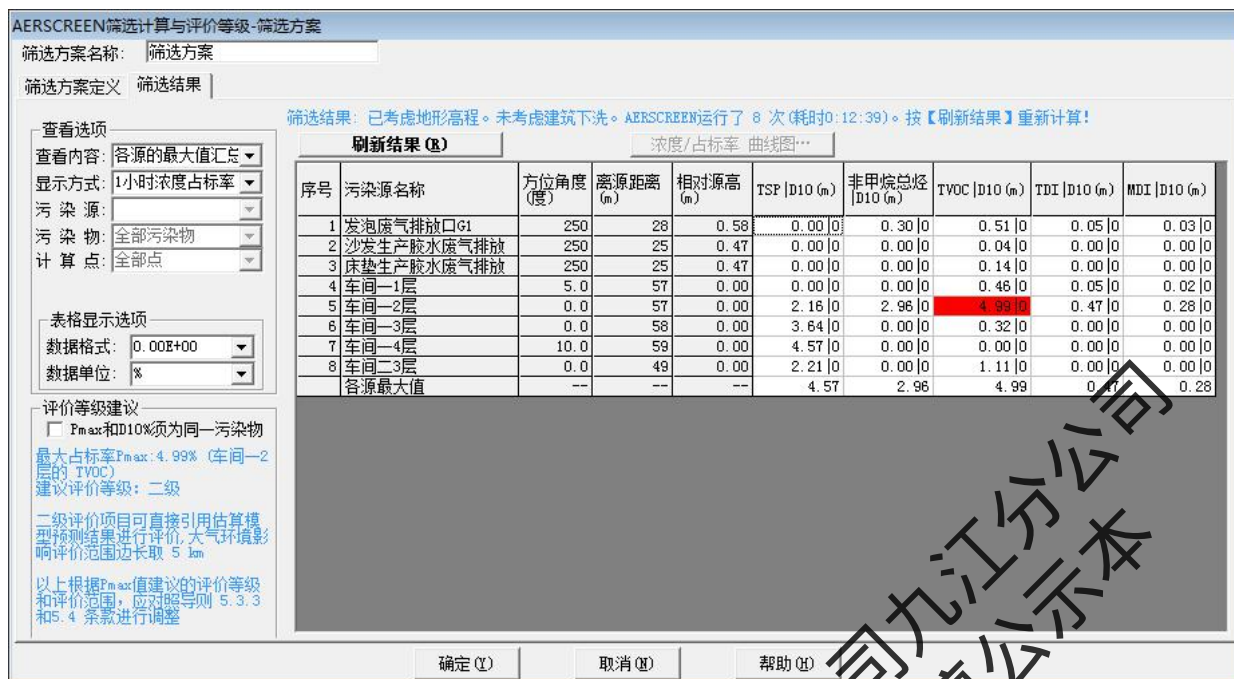 AERSCREEN筛选计算与评价等级-筛选方案
筛选方案名称: 筛选方案
筛选方案定义 筛选结果
筛选结果: 已考虑地形高程。未考虑建筑下洗。AERSCREEN运行了 8 次(耗时0:12:39)。按【刷新结果】重新计算!
查看选项
查看内容: 各源的最大值汇总
显示方式: 1小时浓度占标率
污 染 源:
污 染 物: 全部污染物
计 算 点: 全部点
表格显示选项
数据格式: 0.00E+00
数据单位: %
评价等级建议
Pmax和D10%须为同一污染物
最大占标率Pmax:4.99% (车间一2
层的 TVOC)
建议评价等级: 二级
二级评价项目可直接引用估算模
型预测结果进行评价,大气环境影
响评价范围边长取 5 km
以上根据Pmax值建议的评价等级
和评价范围,应对照导则 5.3.3
和5.4 条款进行调整
刷新结果(R) 浓度/占标率 曲线图…
序号 污染源名称 方位角度(度) 离源距离(m) 相对源高(m) TSP|D10(m) 非甲烷总烃|D10(m) TVOC|D10(m) TDI|D10(m) MDI|D10(m)
1 发泡废气排放口G1 250 28 0.58 0.00|0 0.30|0 0.51|0 0.05|0 0.03|0
2 沙发生产胶水废气排放 250 25 0.47 0.00|0 0.00|0 0.04|0 0.00|0 0.00|0
3 床垫生产胶水废气排放 250 25 0.47 0.00|0 0.00|0 0.14|0 0.00|0 0.00|0
4 车间一1层 5.0 57 0.00 0.00|0 0.00|0 0.46|0 0.05|0 0.02|0
5 车间一2层 0.0 57 0.00 2.16|0 2.96|0 4.99|0 0.47|0 0.28|0
6 车间一3层 0.0 58 0.00 3.64|0 0.00|0 0.32|0 0.00|0 0.00|0
7 车间一4层 10.0 59 0.00 4.57|0 0.00|0 0.00|0 0.00|0 0.00|0
8 车间二3层 0.0 49 0.00 2.21|0 0.00|0 1.11|0 0.00|0 0.00|0
各源最大值 -- -- -- 4.57 2.96 4.99 0.47 0.28
确定(Y) 取消(N) 帮助(H)
司九江分公司
公示本